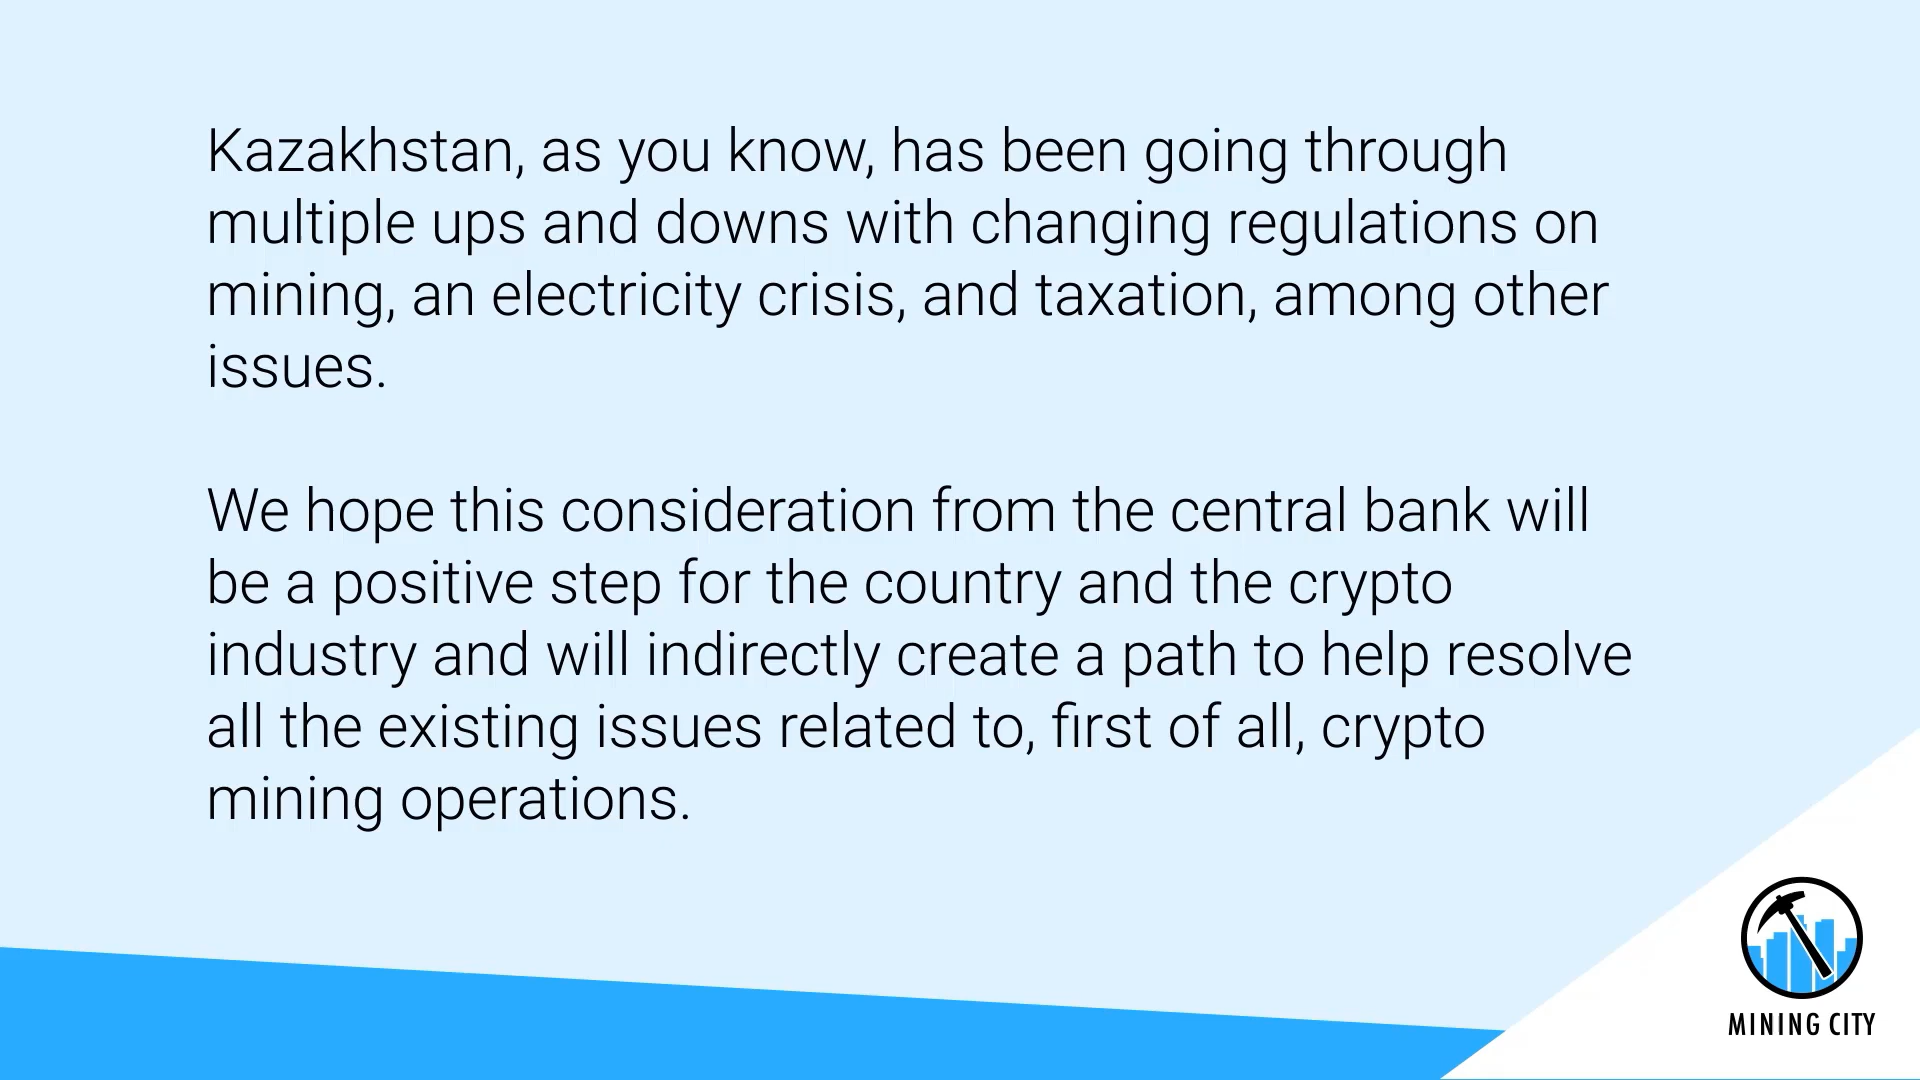 Kazakhstan, as you know, has been going through
multiple ups and downs with changing regulations on
mining, an electricity crisis, and taxation, among other
issues.
We hope this consideration from the central bank will
be a positive step for the country and the crypto
industry and will indirectly create a path to help resolve
all the existing issues related to, first of all, crypto
mining operations.
MINING CITY